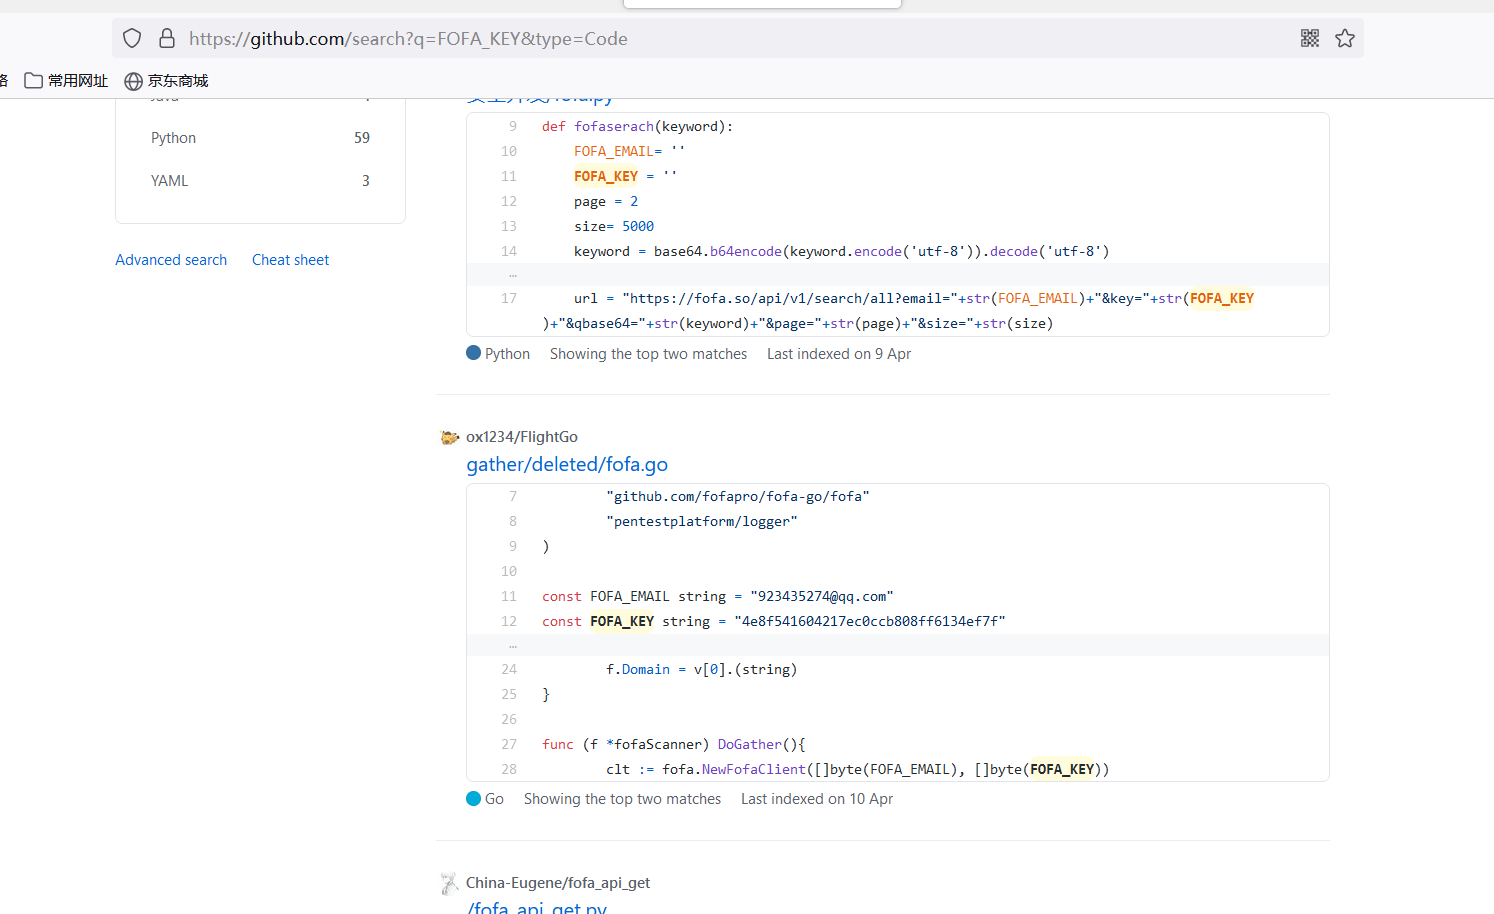 https://github.com/search?q=FOFA_KEY&type=Code
常用网址 京东商城
Python 59
YAML 3
Advanced search Cheat sheet
9 def fofaserach(keyword):
10 FOFA_EMAIL= ''
11 FOFA_KEY = ''
12 page = 2
13 size= 5000
14 keyword = base64.b64encode(keyword.encode('utf-8')).decode('utf-8')
…
17 url = "https://fofa.so/api/v1/search/all?email="+str(FOFA_EMAIL)+"&key="+str(FOFA_KEY
)+"&qbase64="+str(keyword)+"&page="+str(page)+"&size="+str(size)
Python Showing the top two matches Last indexed on 9 Apr
ox1234/FlightGo
gather/deleted/fofa.go
7 "github.com/fofapro/fofa-go/fofa"
8 "pentestplatform/logger"
9 )
10
11 const FOFA_EMAIL string = "923435274@qq.com"
12 const FOFA_KEY string = "4e8f541604217ec0ccb808ff6134ef7f"
…
24 f.Domain = v[0].(string)
25 }
26
27 func (f *fofaScanner) DoGather(){
28 clt := fofa.NewFofaClient([]byte(FOFA_EMAIL), []byte(FOFA_KEY))
Go Showing the top two matches Last indexed on 10 Apr
China-Eugene/fofa_api_get
/fofa_api_get.py